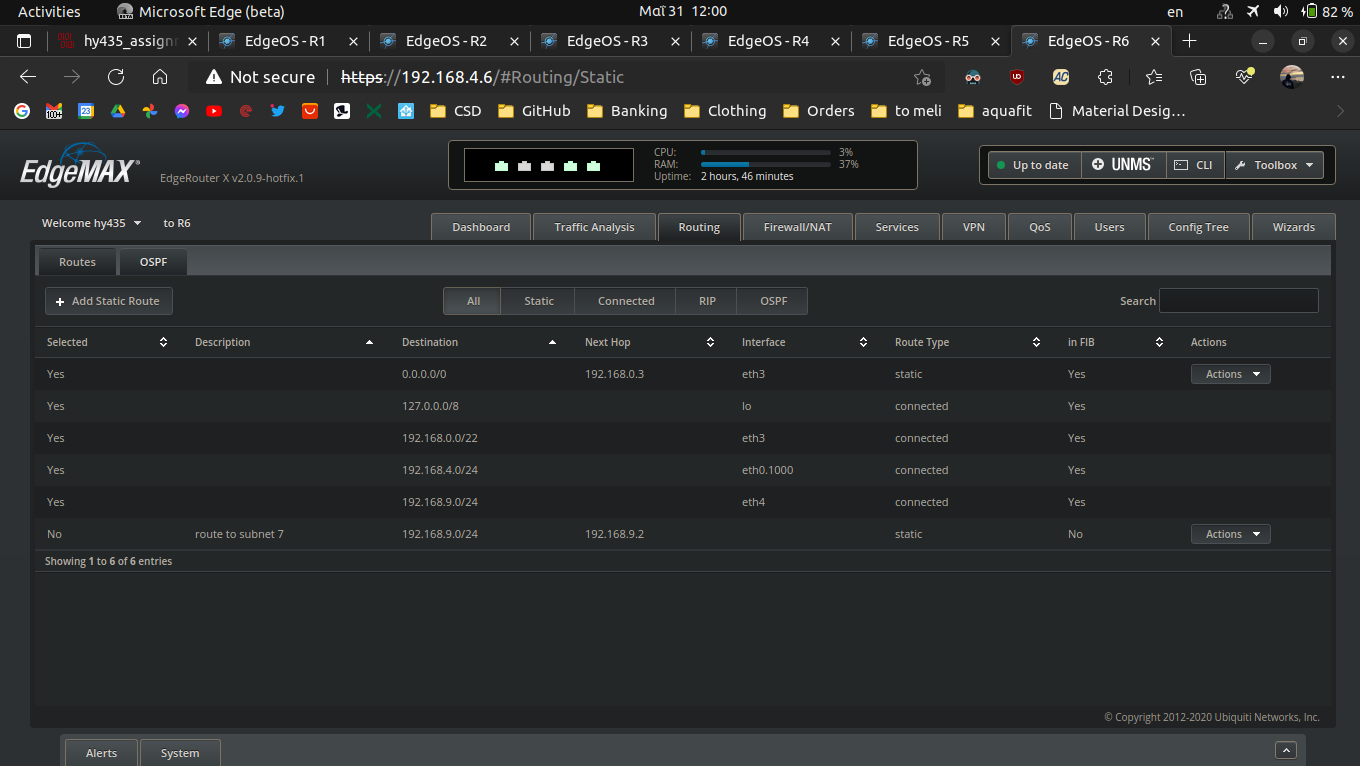 Activities Microsoft Edge (beta) Μαΐ 31 12:00 en 82 %
hy435_assignm EdgeOS - R1 EdgeOS - R2 EdgeOS - R3 EdgeOS - R4 EdgeOS - R5 EdgeOS - R6
Not secure https://192.168.4.6/#Routing/Static
CSD GitHub Banking Clothing Orders to meli aquafit Material Desig...
EdgeMAX EdgeRouter X v2.0.9-hotfix.1
CPU: 3%
RAM: 37%
Uptime: 2 hours, 46 minutes
Up to date UNMS CLI Toolbox
Welcome hy435 to R6
Dashboard Traffic Analysis Routing Firewall/NAT Services VPN QoS Users Config Tree Wizards
Routes OSPF
+ Add Static Route All Static Connected RIP OSPF Search
Selected Description Destination Next Hop Interface Route Type in FIB Actions
Yes 0.0.0.0/0 192.168.0.3 eth3 static Yes Actions
Yes 127.0.0.0/8 lo connected Yes
Yes 192.168.0.0/22 eth3 connected Yes
Yes 192.168.4.0/24 eth0.1000 connected Yes
Yes 192.168.9.0/24 eth4 connected Yes
No route to subnet 7 192.168.9.0/24 192.168.9.2 static No Actions
Showing 1 to 6 of 6 entries
© Copyright 2012-2020 Ubiquiti Networks, Inc.
Alerts System